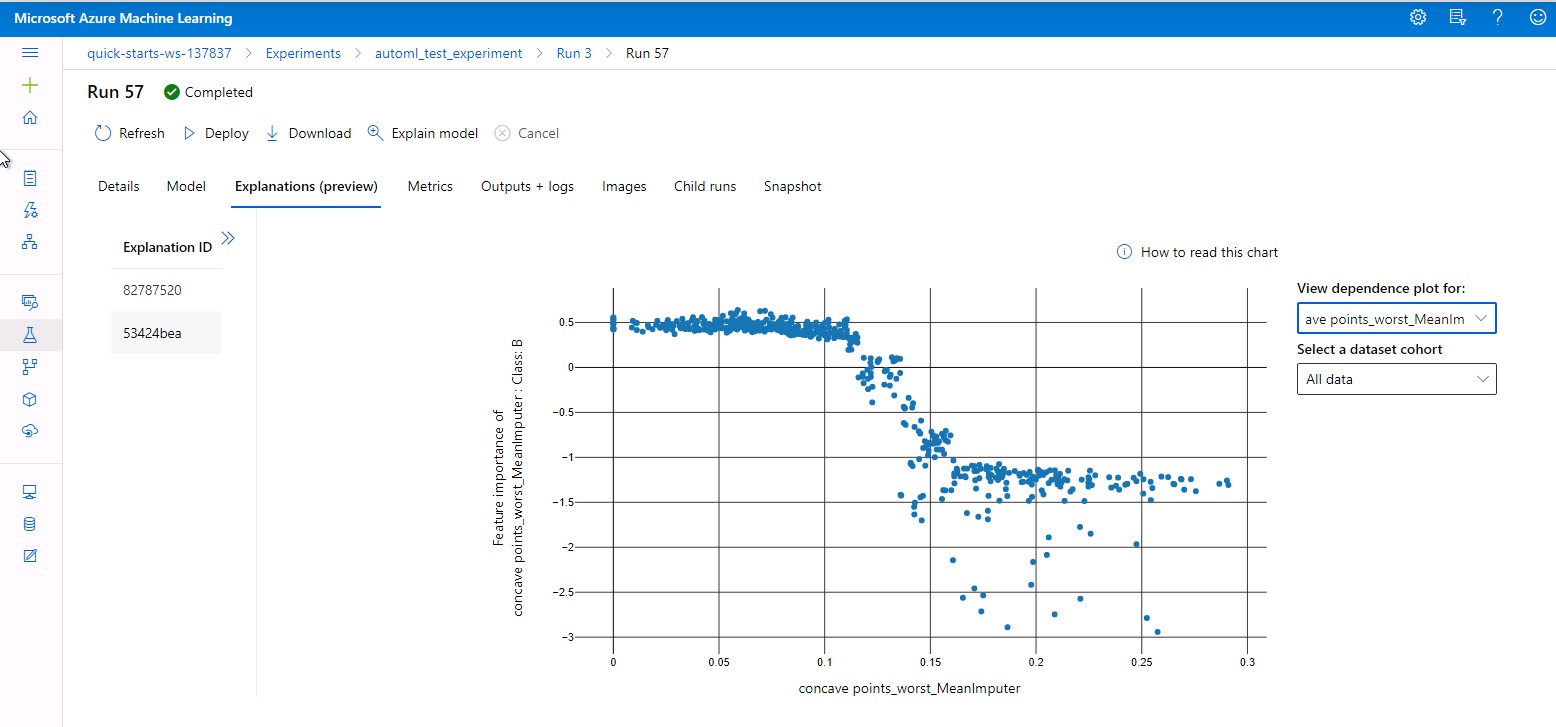 Microsoft Azure Machine Learning
quick-starts-ws-137837 > Experiments > automl_test_experiment > Run 3 > Run 57
Run 57 Completed
Refresh Deploy Download Explain model Cancel
Details Model Explanations (preview) Metrics Outputs + logs Images Child runs Snapshot
Explanation ID
82787520
53424bea
How to read this chart
View dependence plot for:
ave points_worst_MeanIm
Select a dataset cohort
All data
Feature importance of
concave points_worst_MeanImputer : Class: B
0.5
0
−0.5
−1
−1.5
−2
−2.5
−3
0 0.05 0.1 0.15 0.2 0.25 0.3
concave points_worst_MeanImputer